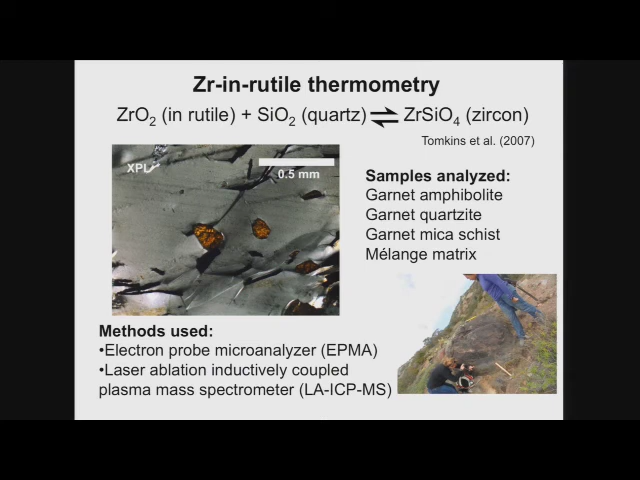 Zr-in-rutile thermometry
ZrO₂ (in rutile) + SiO₂ (quartz) ⇌ ZrSiO₄ (zircon)
Tomkins et al. (2007)
XPL
0.5 mm
Samples analyzed:
Garnet amphibolite
Garnet quartzite
Garnet mica schist
Mélange matrix
Methods used:
•Electron probe microanalyzer (EPMA)
•Laser ablation inductively coupled
plasma mass spectrometer (LA-ICP-MS)